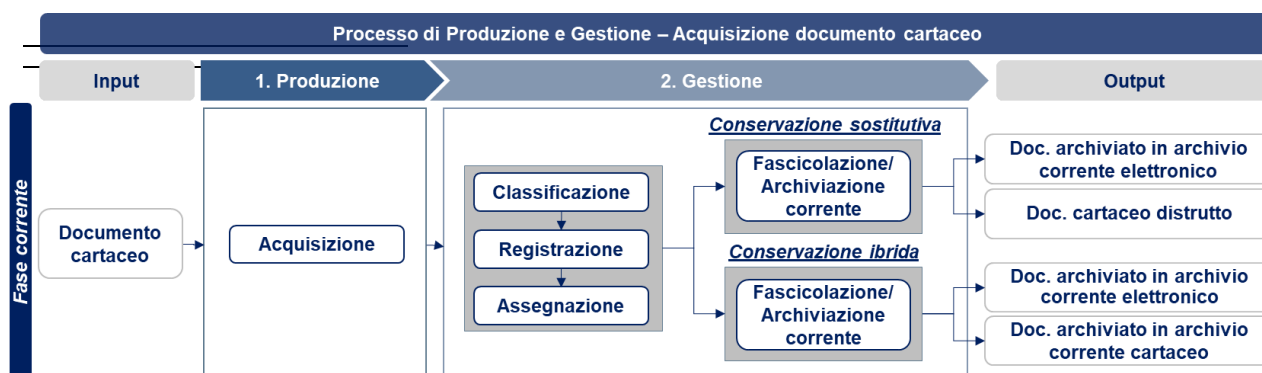 Processo di Produzione e Gestione – Acquisizione documento cartaceo
Input
1. Produzione
2. Gestione
Output
Fase corrente
Documento
cartaceo
Acquisizione
Classificazione
Registrazione
Assegnazione
Conservazione sostitutiva
Fascicolazione/
Archiviazione
corrente
Conservazione ibrida
Fascicolazione/
Archiviazione
corrente
Doc. archiviato in archivio
corrente elettronico
Doc. cartaceo distrutto
Doc. archiviato in archivio
corrente elettronico
Doc. archiviato in archivio
corrente cartaceo